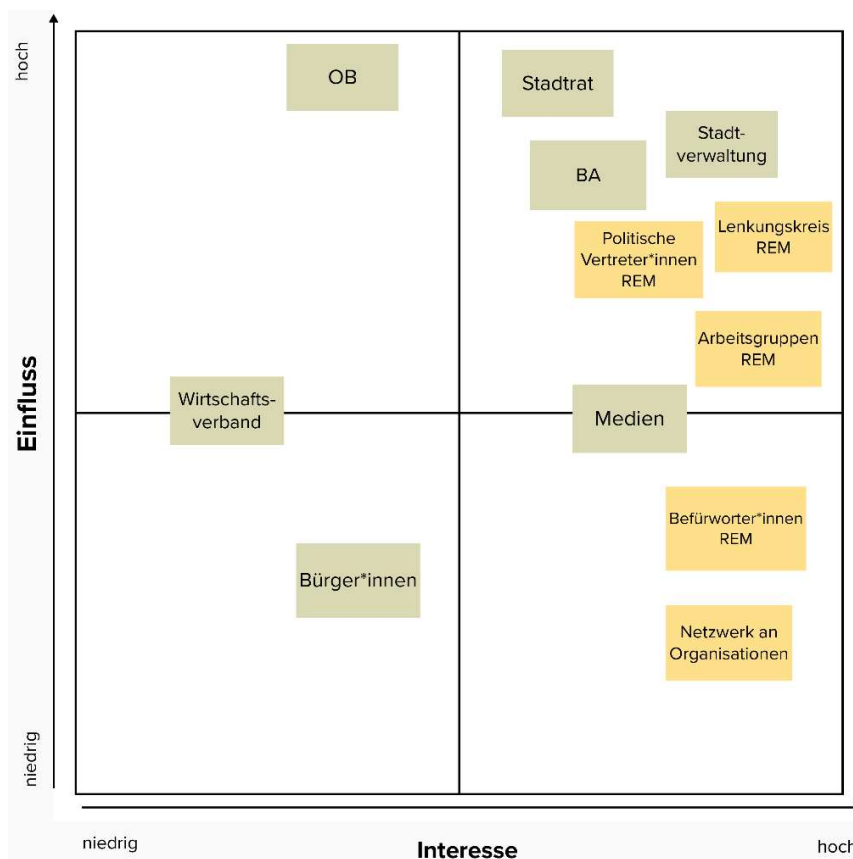 hoch
OB
Stadtrat
Stadt-
verwaltung
BA
Politische
Vertreter*innen
REM
Lenkungskreis
REM
Arbeitsgruppen
REM
Einfluss
Wirtschafts-
verband
Medien
Befürworter*innen
REM
Bürger*innen
Netzwerk an
Organisationen
niedrig
niedrig
Interesse
hoch